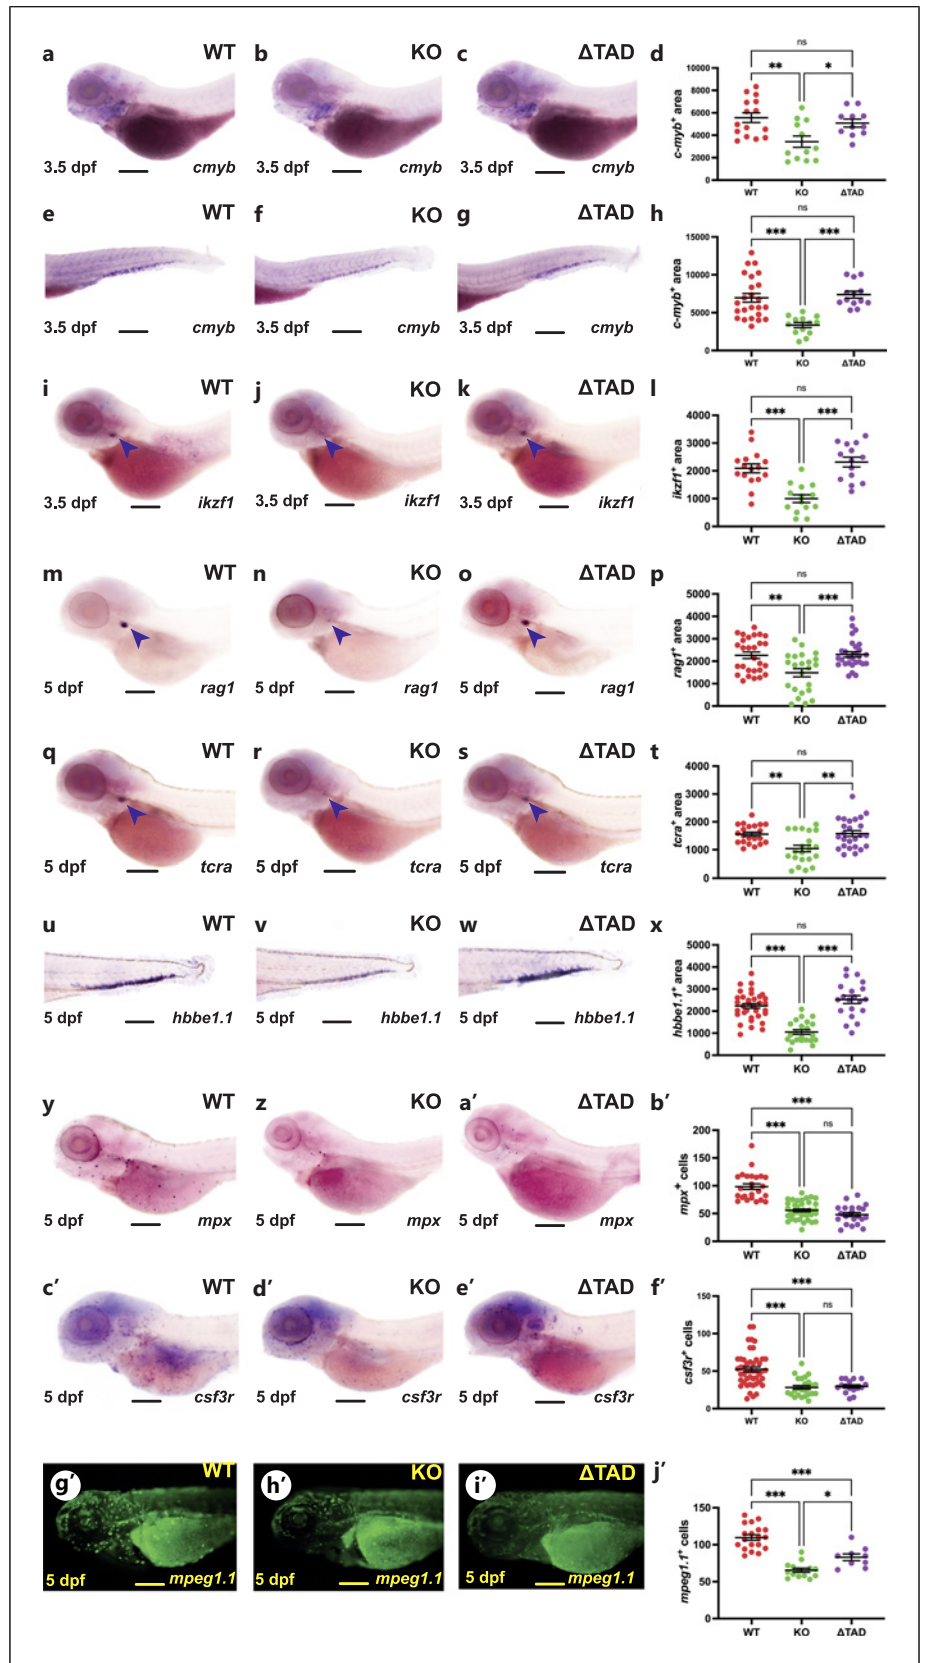 a WT b KO c ΔTAD d
3.5 dpf cmyb 3.5 dpf cmyb 3.5 dpf cmyb
ns
** *
c-myb+ area
10000
8000
6000
4000
2000
0
WT KO ΔTAD
e WT f KO g ΔTAD h
3.5 dpf cmyb 3.5 dpf cmyb 3.5 dpf cmyb
ns
*** ***
c-myb+ area
15000
10000
5000
0
WT KO ΔTAD
i WT j KO k ΔTAD l
3.5 dpf ikzf1 3.5 dpf ikzf1 3.5 dpf ikzf1
ns
*** ***
ikzf1+ area
4000
3000
2000
1000
0
WT KO ΔTAD
m WT n KO o ΔTAD p
5 dpf rag1 5 dpf rag1 5 dpf rag1
ns
** ***
rag1+ area
5000
4000
3000
2000
1000
0
WT KO ΔTAD
q WT r KO s ΔTAD t
5 dpf tcra 5 dpf tcra 5 dpf tcra
ns
** **
tcra+ area
4000
3000
2000
1000
0
WT KO ΔTAD
u WT v KO w ΔTAD x
5 dpf hbbe1.1 5 dpf hbbe1.1 5 dpf hbbe1.1
ns
*** ***
hbbe1.1+ area
5000
4000
3000
2000
1000
0
WT KO ΔTAD
y WT z KO a′ ΔTAD b′
5 dpf mpx 5 dpf mpx 5 dpf mpx
***
*** ns
mpx+ cells
200
150
100
50
0
WT KO ΔTAD
c′ WT d′ KO e′ ΔTAD f′
5 dpf csf3r 5 dpf csf3r 5 dpf csf3r
***
*** ns
csf3r+ cells
150
100
50
0
WT KO ΔTAD
g′ WT h′ KO i′ ΔTAD j′
5 dpf mpeg1.1 5 dpf mpeg1.1 5 dpf mpeg1.1
***
*** *
mpeg1.1+ cells
150
100
50
0
WT KO ΔTAD